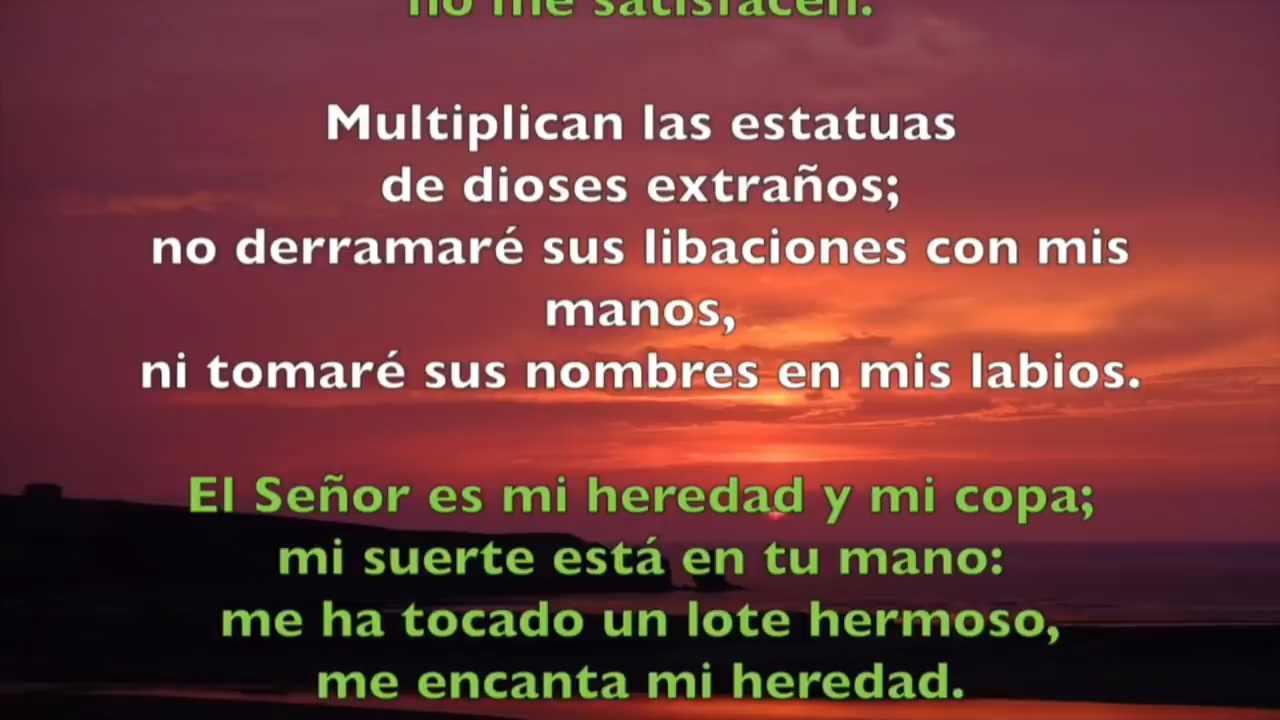 no me satisfacen.
Multiplican las estatuas
de dioses extraños;
no derramaré sus libaciones con mis
manos,
ni tomaré sus nombres en mis labios.
El Señor es mi heredad y mi copa;
mi suerte está en tu mano:
me ha tocado un lote hermoso,
me encanta mi heredad.